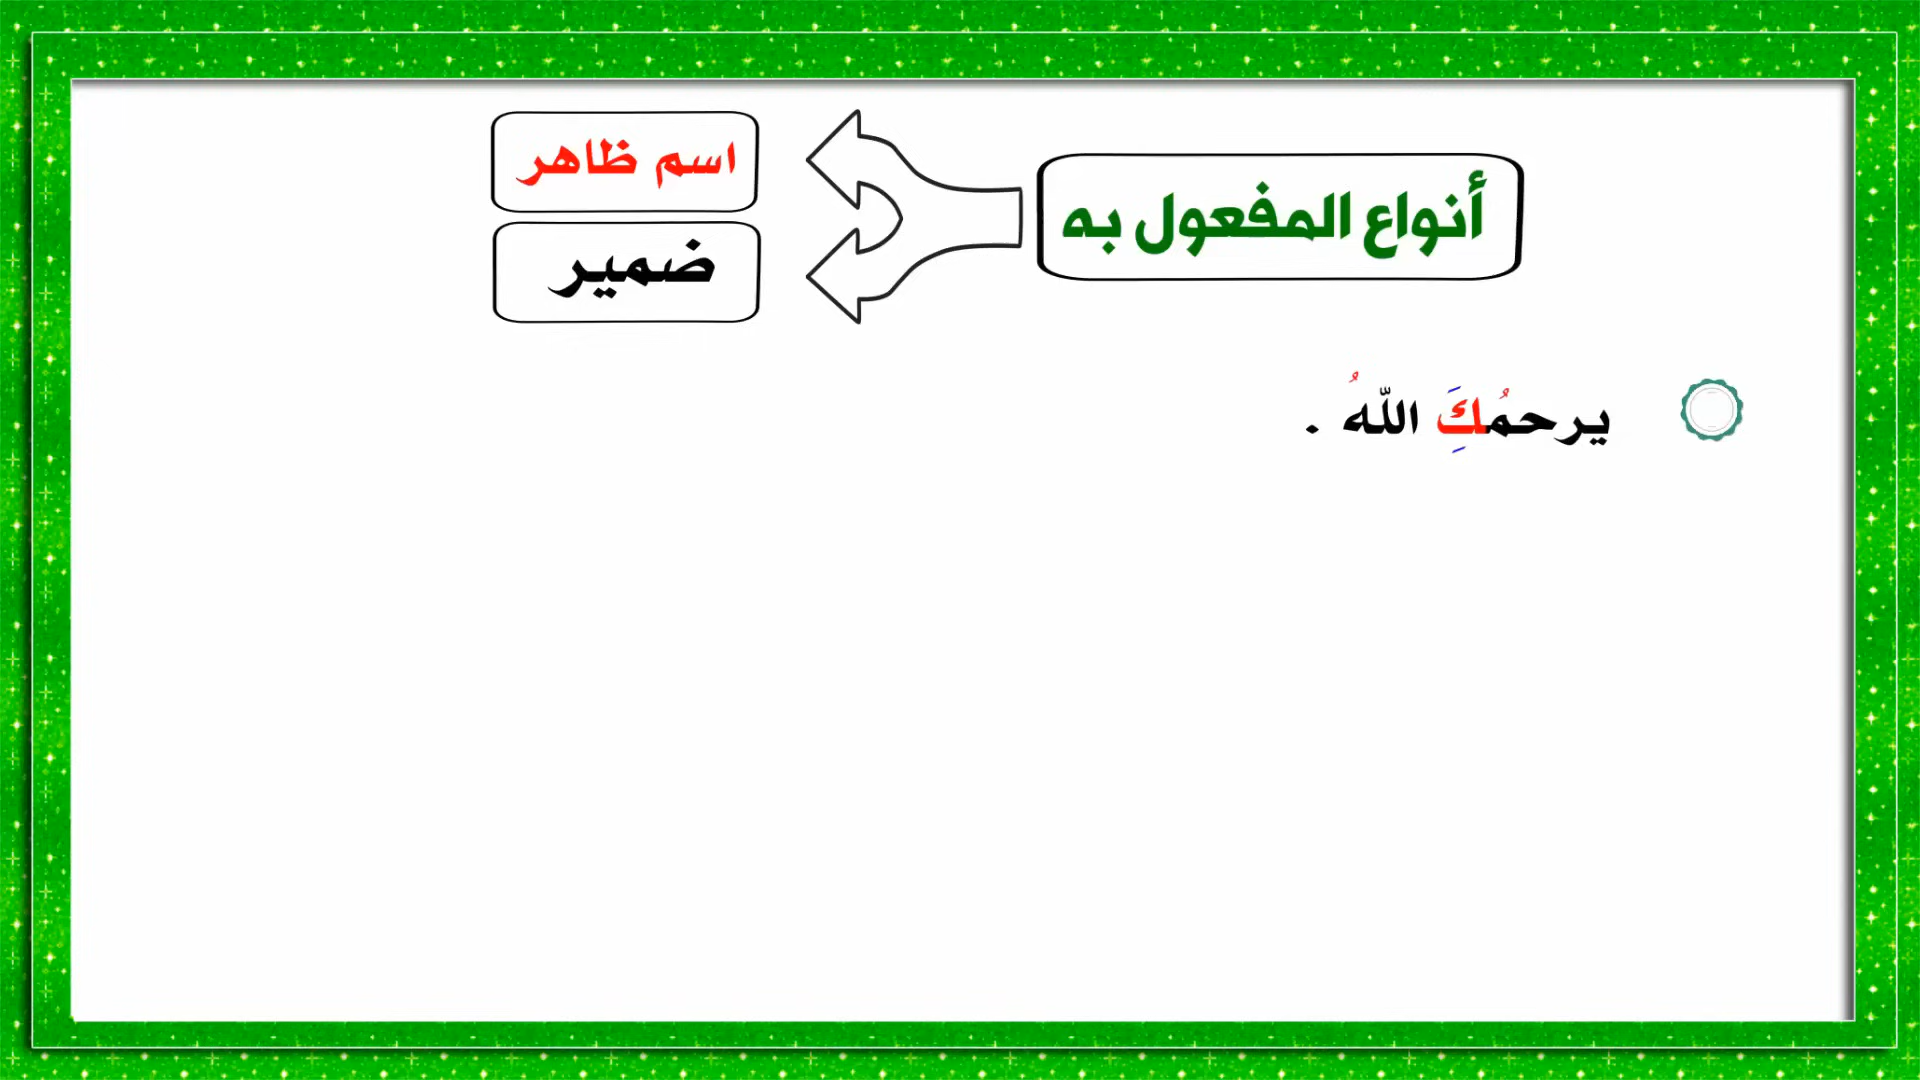 أنواع المفعول به
اسم ظاهر
ضمير
يرحمُكَِ اللّهُ .